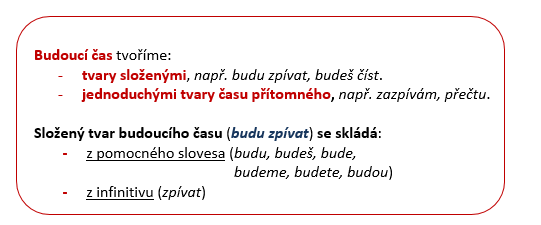 Budoucí čas tvoříme:
- tvary složenými, např. budu zpívat, budeš číst.
- jednoduchými tvary času přítomného, např. zazpívám, přečtu.
Složený tvar budoucího času (budu zpívat) se skládá:
- z pomocného slovesa (budu, budeš, bude,
budeme, budete, budou)
- z infinitivu (zpívat)